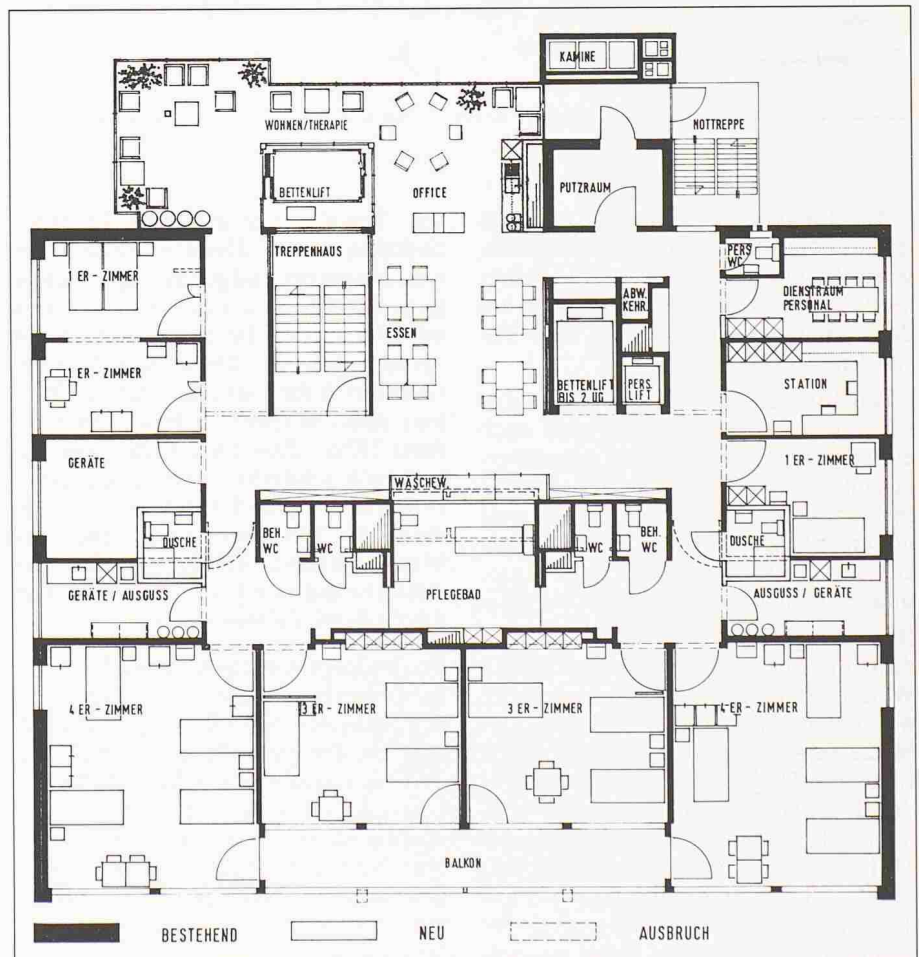 KAMINE
WOHNEN/THERAPIE
NOTTREPPE
BETTENLIFT
OFFICE
PUTZRAUM
TREPPENHAUS
1 ER - ZIMMER
PERS
WC
DIENSTRAUM
PERSONAL
ABW.
KEHR.
ESSEN
1 ER - ZIMMER
BETTENLIFT
BIS 2. UG
PERS.
LIFT
STATION
GERÄTE
1 ER - ZIMMER
WÄSCHEW.
DUSCHE
BEH.
WC
WC
WC
BEH.
WC
DUSCHE
GERÄTE / AUSGUSS
PFLEGEBAD
AUSGUSS / GERÄTE
4 ER - ZIMMER
3 ER - ZIMMER
3 ER - ZIMMER
4 ER - ZIMMER
BALKON
BESTEHEND
NEU
AUSBRUCH